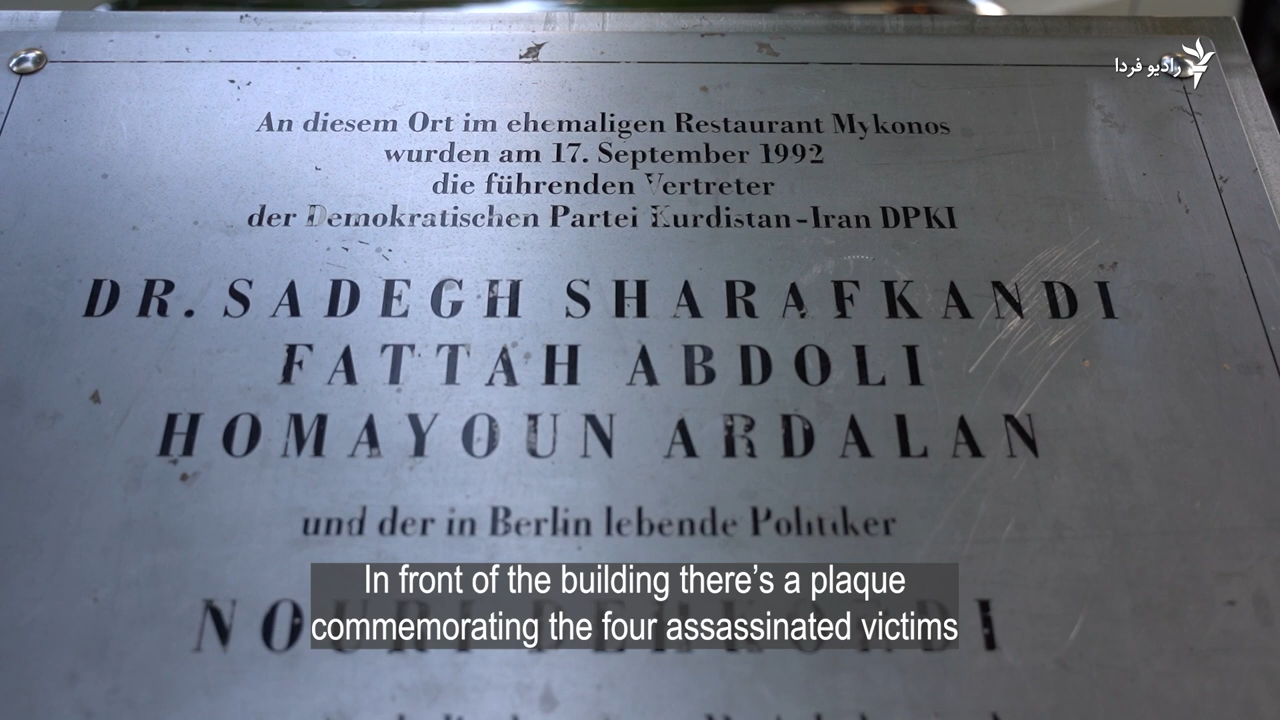 رادیو فردا
An diesem Ort im ehemaligen Restaurant Mykonos
wurden am 17. September 1992
die führenden Vertreter
der Demokratischen Partei Kurdistan-Iran DPKI
DR. SADEGH SHARAFKANDI
FATTAH ABDOLI
HOMAYOUN ARDALAN
und der in Berlin lebende Politiker
NOURI DEHKORDI
In front of the building there's a plaque
commemorating the four assassinated victims